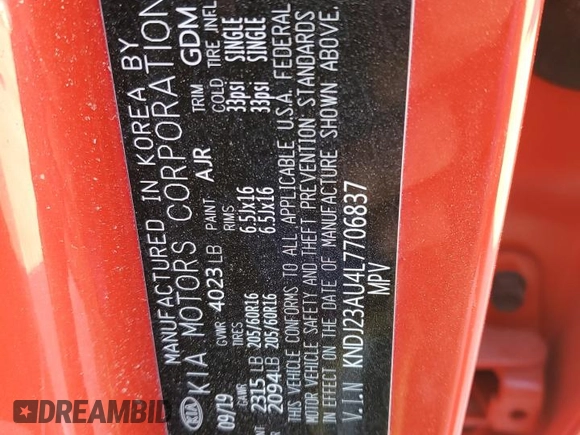 MANUFACTURED IN KOREA BY
KIA KIA MOTORS CORPORATION
09/19 GVWR 4023 LB PAINT AJR TRIM GDM
GAWR TIRES RIMS COLD TIRE INFL
2315 LB 205/60R16 6.5Jx16 33psi SINGLE
2094 LB 205/60R16 6.5Jx16 33psi SINGLE
THIS VEHICLE CONFORMS TO ALL APPLICABLE U.S.A. FEDERAL
MOTOR VEHICLE SAFETY AND THEFT PREVENTION STANDARDS
IN EFFECT ON THE DATE OF MANUFACTURE SHOWN ABOVE.
V.I.N KNDJ23AU4L7706837
MPV
DREAMBID